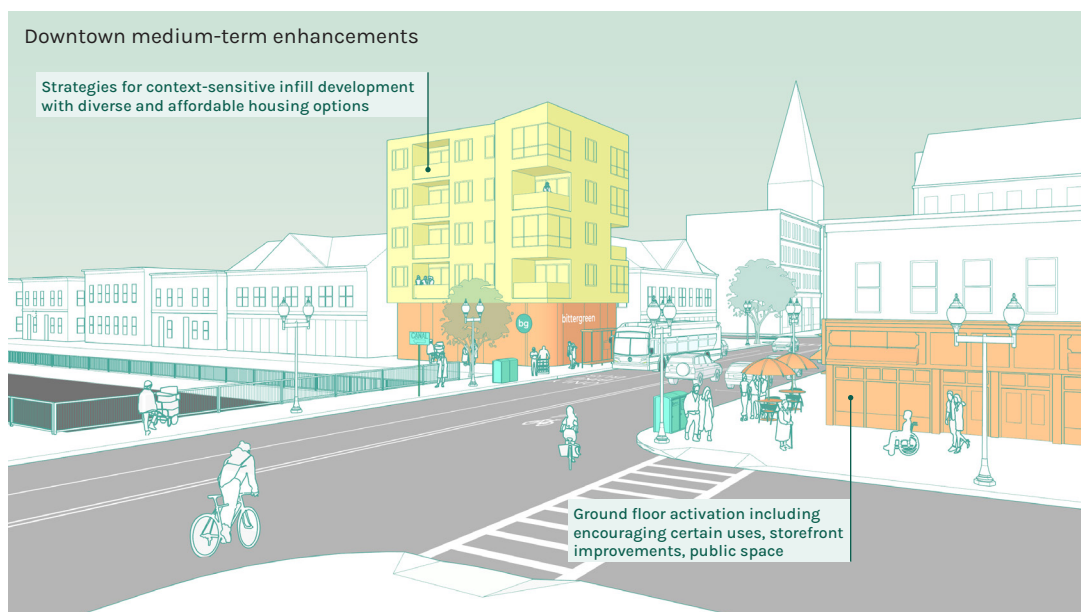 Downtown medium-term enhancements
Strategies for context-sensitive infill development
with diverse and affordable housing options
bg
bittergreen
Ground floor activation including
encouraging certain uses, storefront
improvements, public space